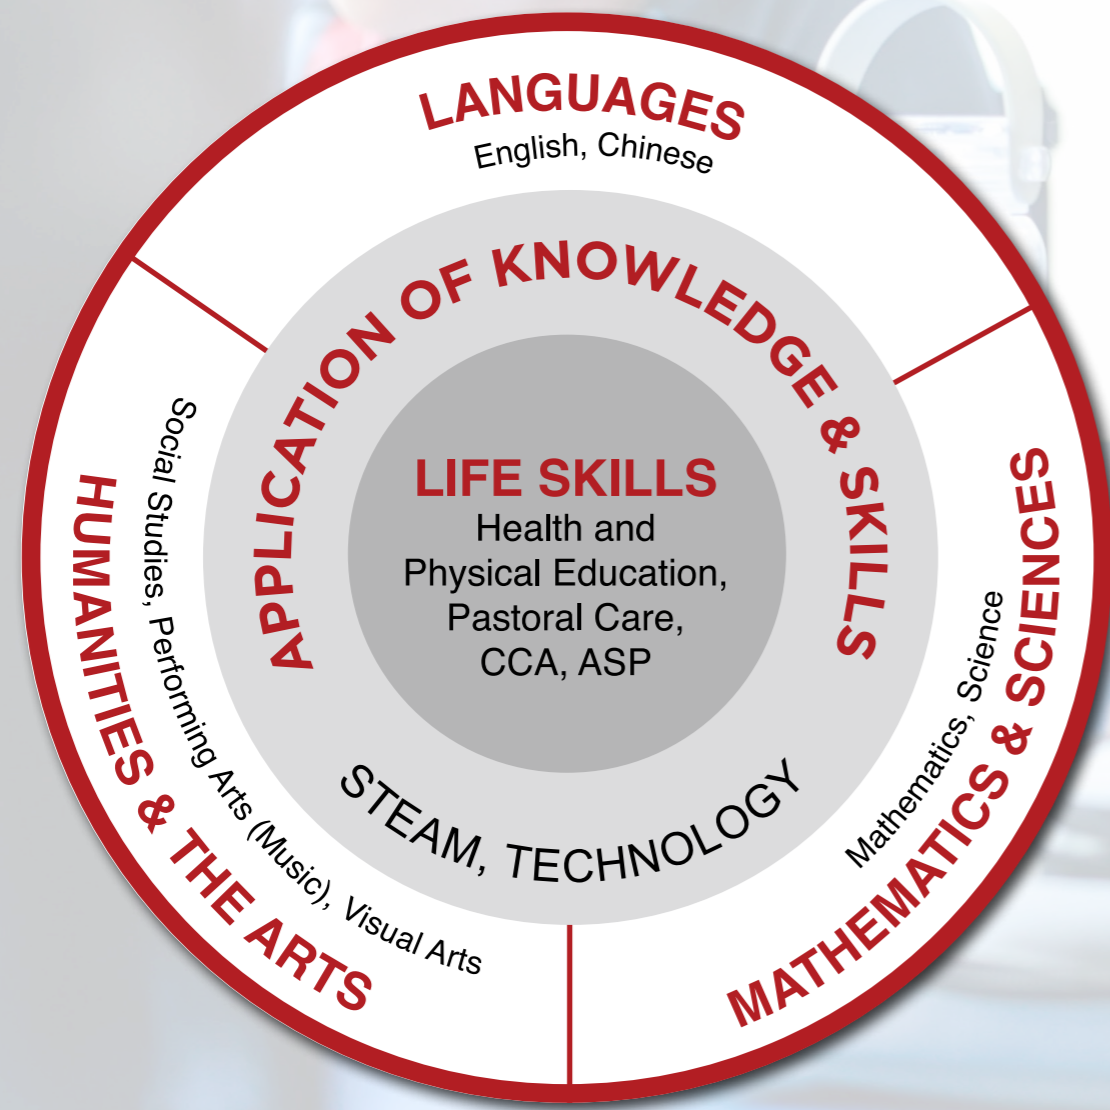 LANGUAGES
English, Chinese
APPLICATION OF KNOWLEDGE & SKILLS
STEAM, TECHNOLOGY
LIFE SKILLS
Health and
Physical Education,
Pastoral Care,
CCA, ASP
HUMANITIES & THE ARTS
Social Studies, Performing Arts (Music), Visual Arts
MATHEMATICS & SCIENCES
Mathematics, Science